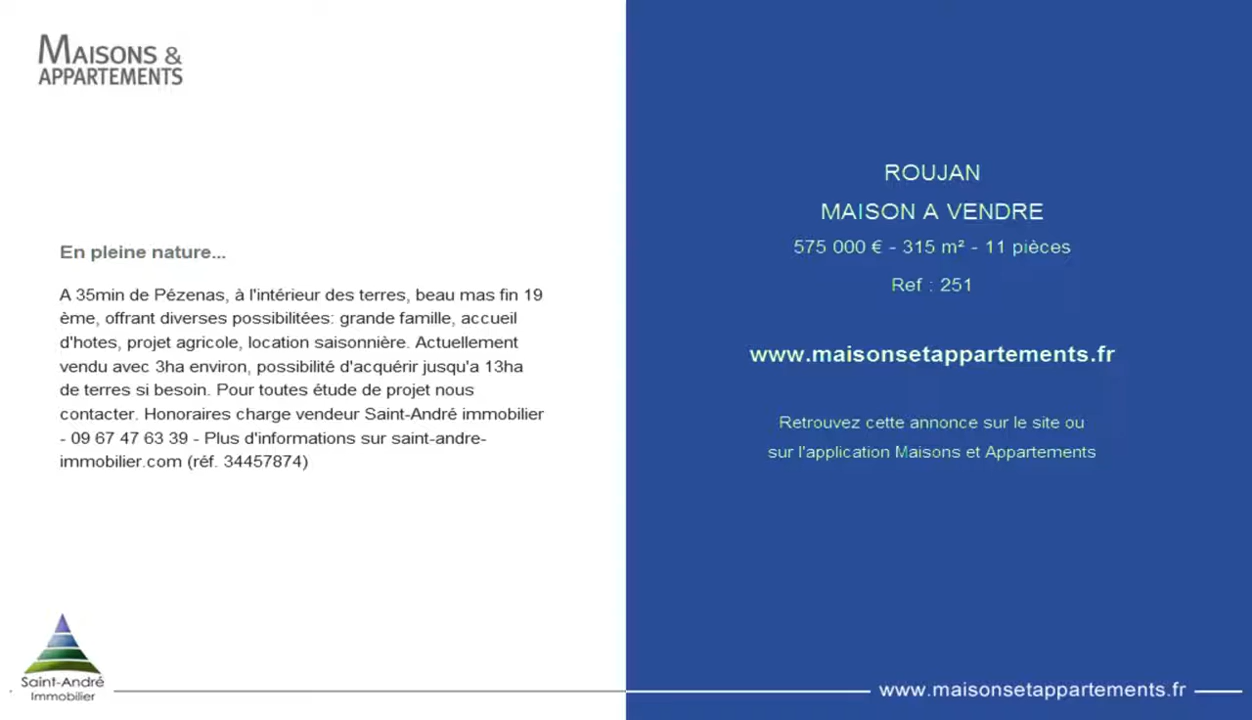 MAISONS &
APPARTEMENTS
En pleine nature...
A 35min de Pézenas, à l'intérieur des terres, beau mas fin 19
ème, offrant diverses possibilitées: grande famille, accueil
d'hotes, projet agricole, location saisonnière. Actuellement
vendu avec 3ha environ, possibilité d'acquérir jusqu'a 13ha
de terres si besoin. Pour toutes étude de projet nous
contacter. Honoraires charge vendeur Saint-André immobilier
- 09 67 47 63 39 - Plus d'informations sur saint-andre-
immobilier.com (réf. 34457874)
Saint-André
Immobilier
ROUJAN
MAISON A VENDRE
575 000 € - 315 m² - 11 pièces
Ref : 251
www.maisonsetappartements.fr
Retrouvez cette annonce sur le site ou
sur l'application Maisons et Appartements
www.maisonsetappartements.fr